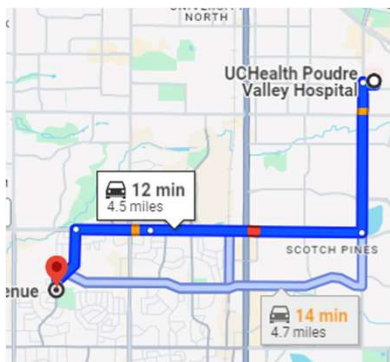 NORTH
UCHealth Poudre
Valley Hospital
12 min
4.5 miles
SCOTCH PINES
enue
14 min
4.7 miles